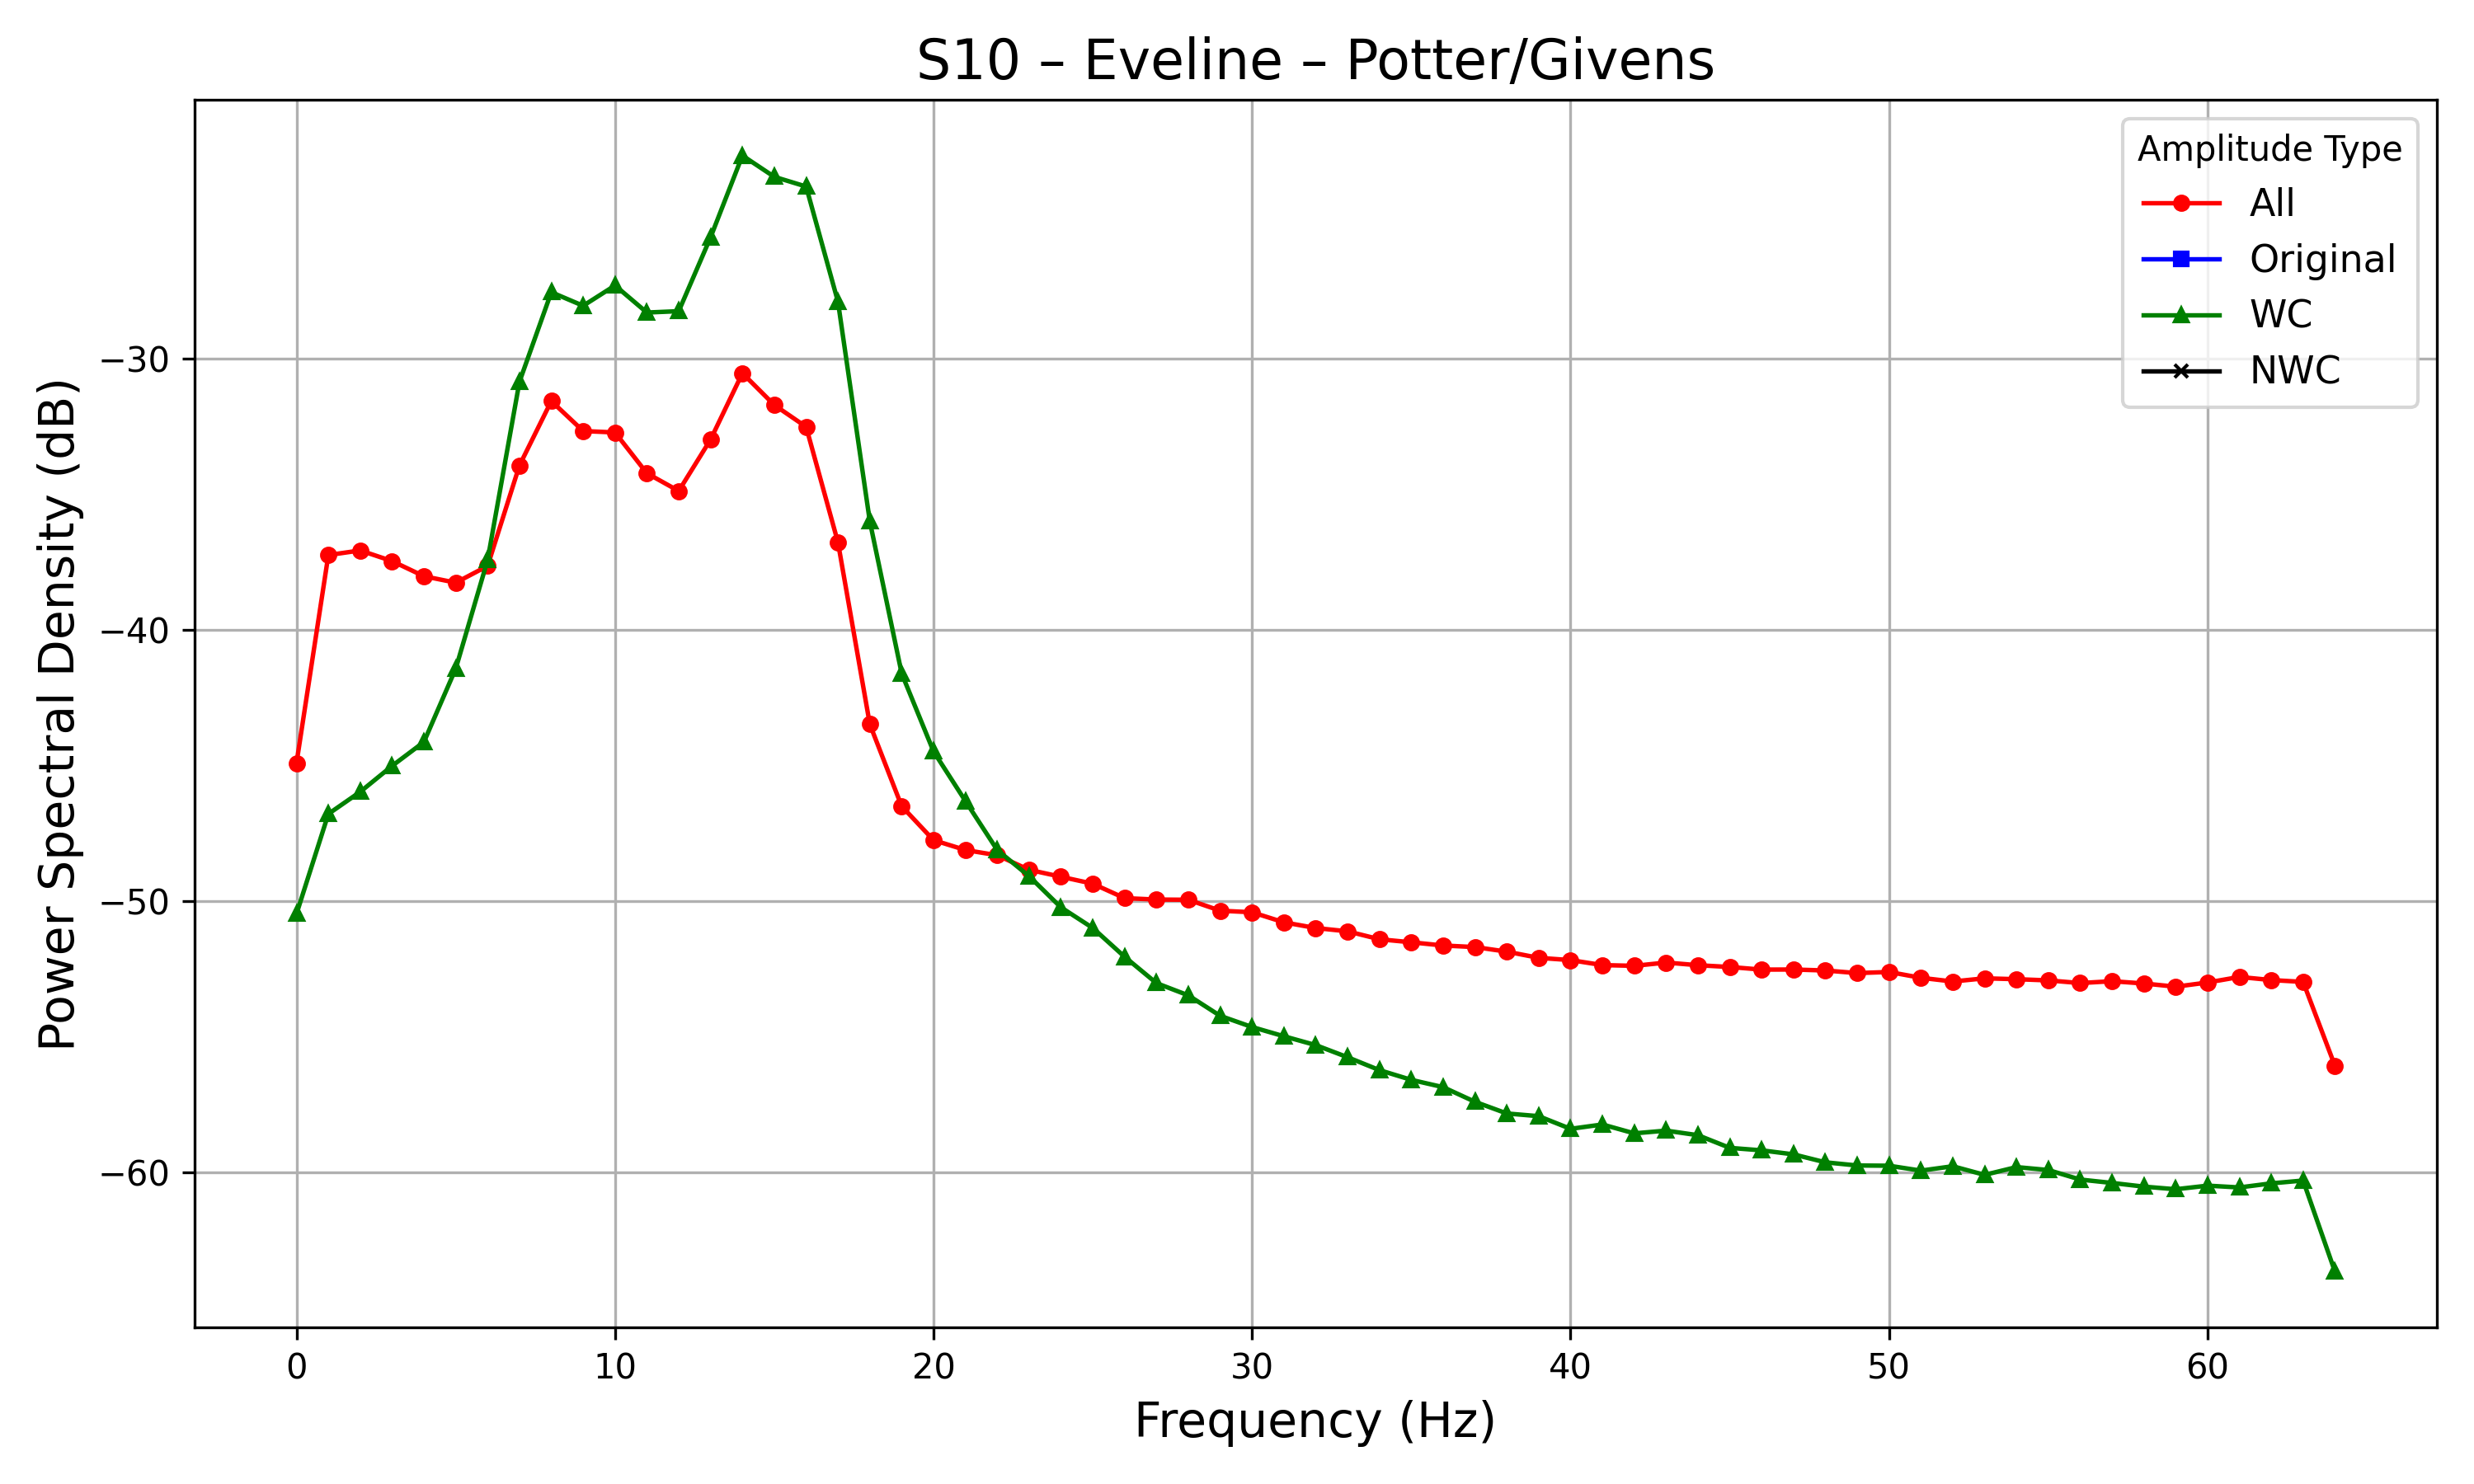 S10 – Eveline – Potter/Givens
Power Spectral Density (dB)
−30
−40
−50
−60
0 10 20 30 40 50 60
Frequency (Hz)
Amplitude Type
All
Original
WC
NWC